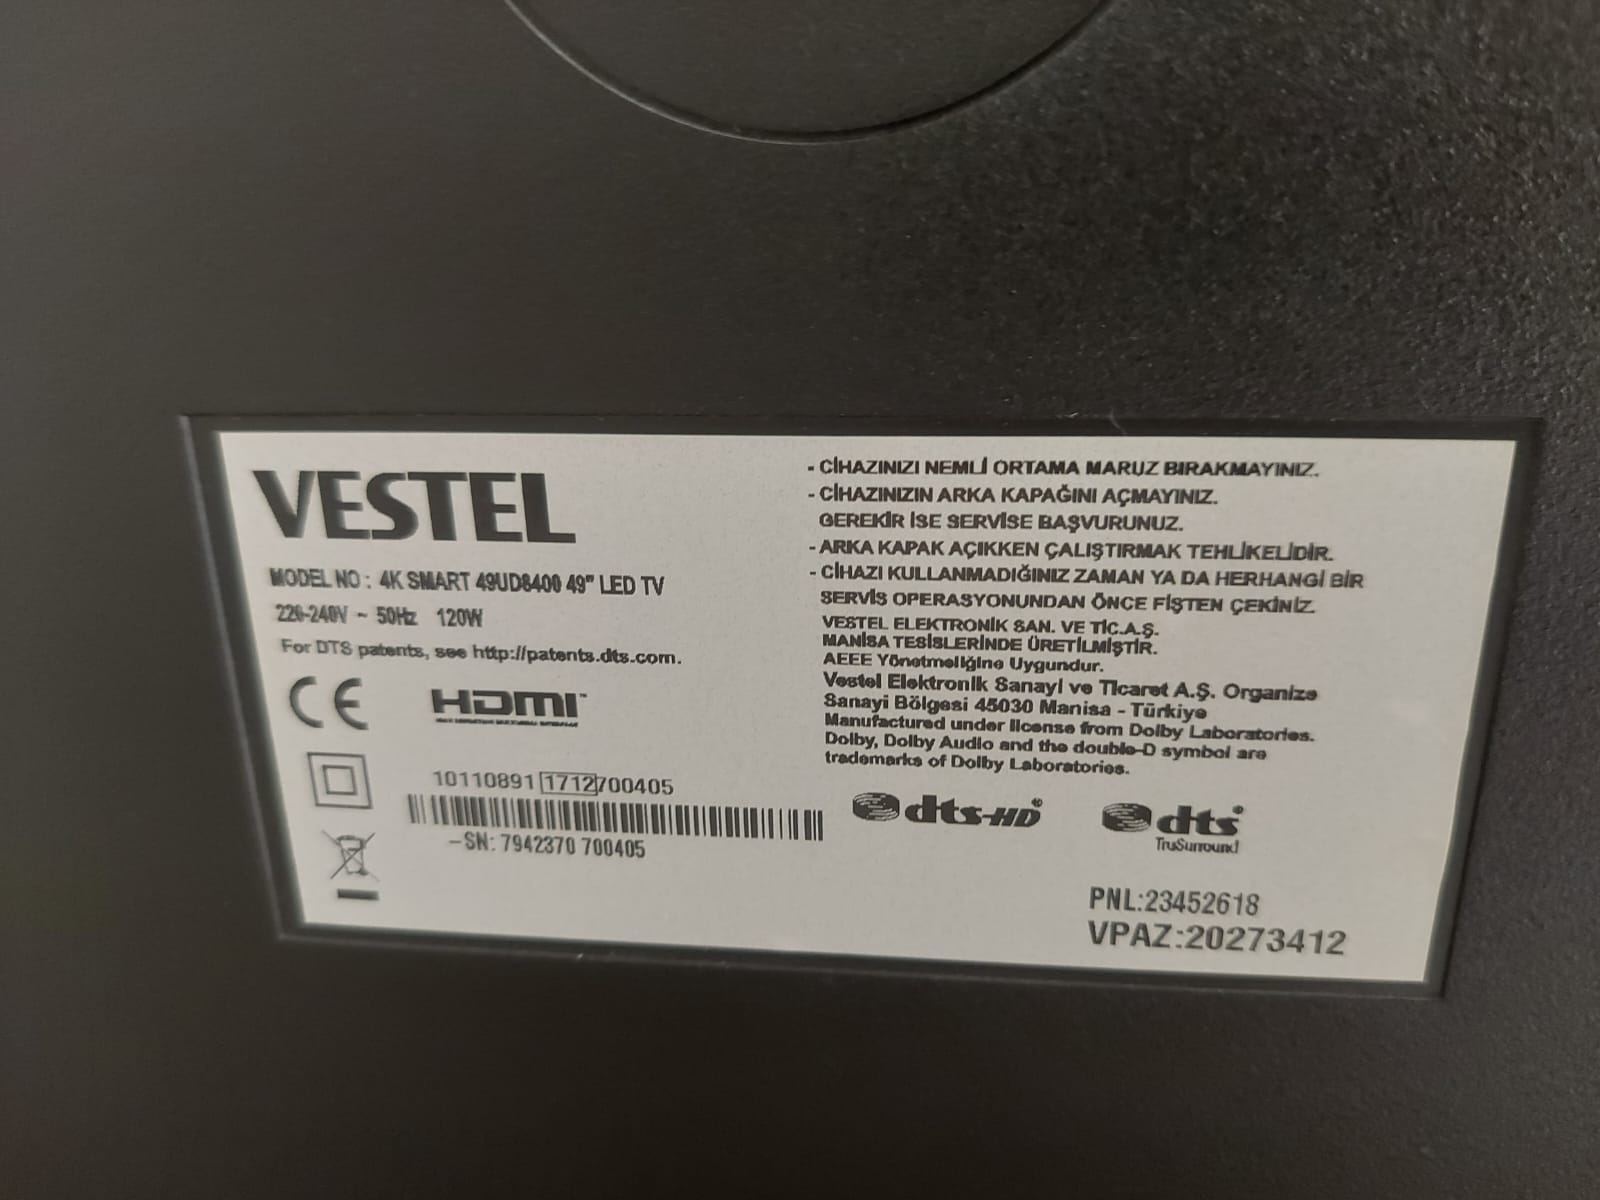 VESTEL
MODEL NO : 4K SMART 49UD8400 49" LED TV
220-240V ~ 50Hz 120W
For DTS patents, see http://patents.dts.com.
CE
HDMI™
10110891 1712 700405
-SN: 7942370 700405
- CİHAZINIZI NEMLİ ORTAMA MARUZ BIRAKMAYINIZ.
- CİHAZINIZIN ARKA KAPAĞINI AÇMAYINIZ.
GEREKİR İSE SERVİSE BAŞVURUNUZ.
- ARKA KAPAK AÇIKKEN ÇALIŞTIRMAK TEHLİKELİDİR.
- CİHAZI KULLANMADIĞINIZ ZAMAN YA DA HERHANGİ BİR
SERVİS OPERASYONUNDAN ÖNCE FİŞTEN ÇEKİNİZ.
VESTEL ELEKTRONİK SAN. VE TİC.A.Ş.
MANİSA TESİSLERİNDE ÜRETİLMİŞTİR.
AEEE Yönetmeliğine Uygundur.
Vestel Elektronik Sanayi ve Ticaret A.Ş. Organize
Sanayi Bölgesi 45030 Manisa - Türkiye
Manufactured under license from Dolby Laboratories.
Dolby, Dolby Audio and the double-D symbol are
trademarks of Dolby Laboratories.
dts-HD®
dts®
TruSurround
PNL:23452618
VPAZ:20273412